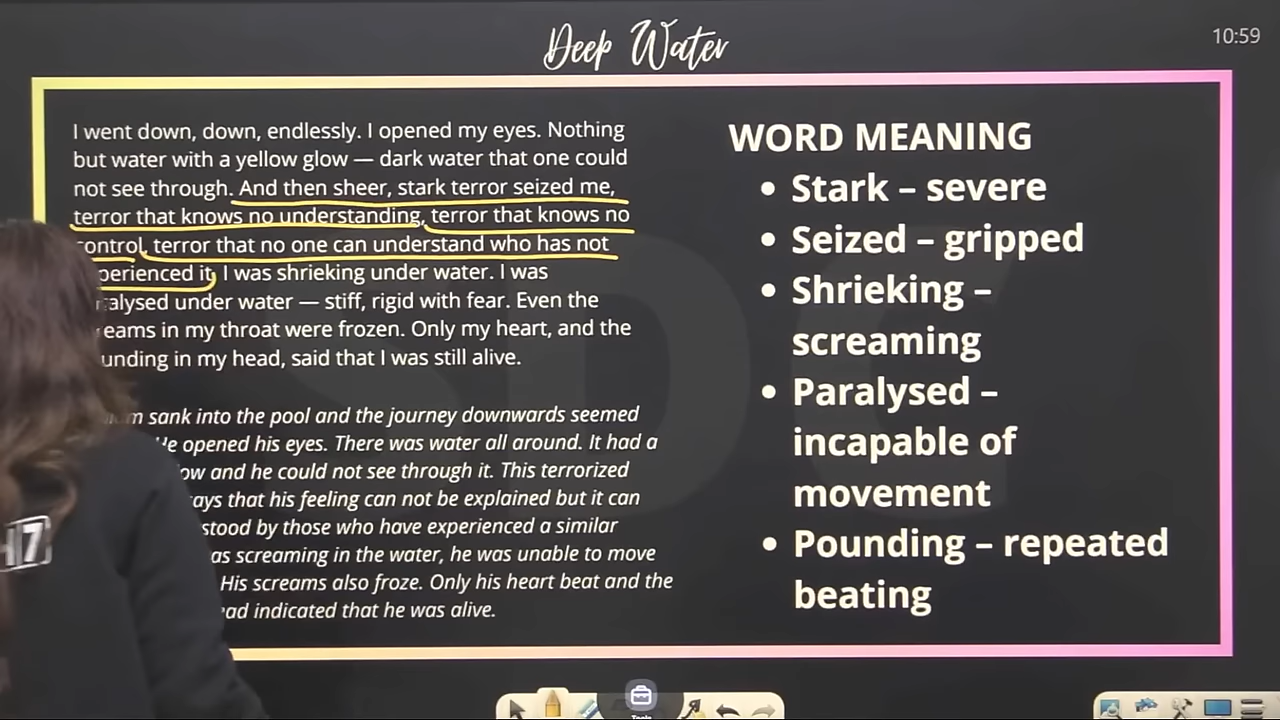 Deep Water
10:59
I went down, down, endlessly. I opened my eyes. Nothing
but water with a yellow glow — dark water that one could
not see through. And then sheer, stark terror seized me,
terror that knows no understanding, terror that knows no
control, terror that no one can understand who has not
it. I was shrieking under water. I was
under water — stiff, rigid with fear. Even the
in my throat were frozen. Only my heart, and the
in my head, said that I was still alive.
sank into the pool and the journey downwards seemed
He opened his eyes. There was water all around. It had a
and he could not see through it. This terrorized
that his feeling can not be explained but it can
by those who have experienced a similar
screaming in the water, he was unable to move
His screams also froze. Only his heart beat and the
indicated that he was alive.
WORD MEANING
• Stark – severe
• Seized – gripped
• Shrieking –
screaming
• Paralysed –
incapable of
movement
• Pounding – repeated
beating
17